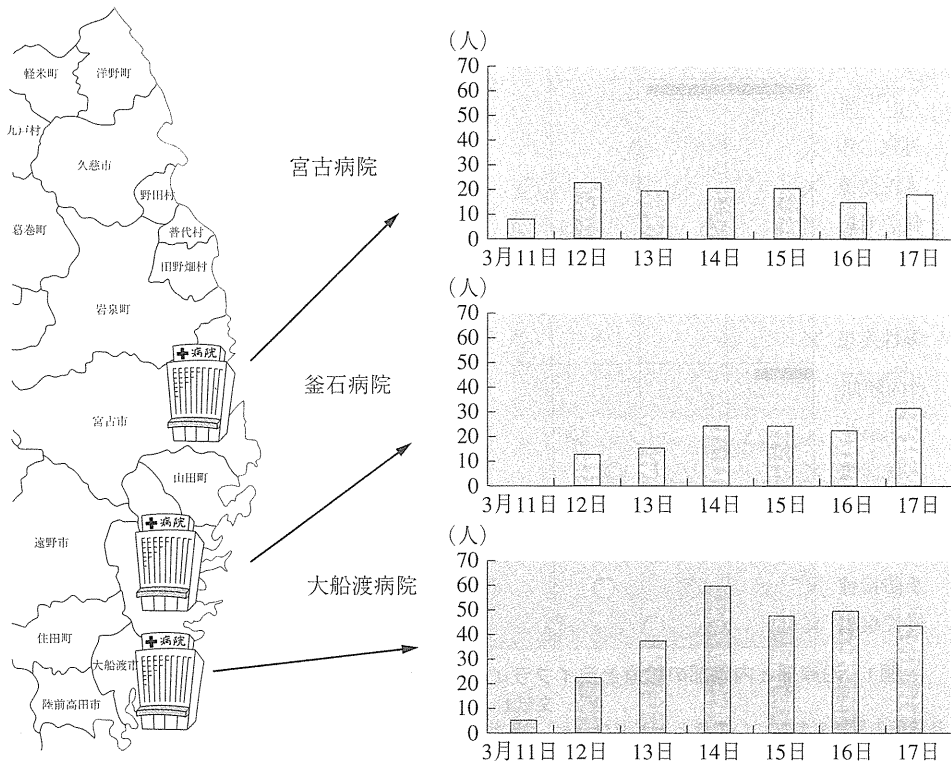 軽米町
洋野町
九戸村
久慈市
野田村
普代村
葛巻町
田野畑村
岩泉町
病院
宮古市
山田町
病院
遠野市
病院
住田町
大船渡市
陸前高田市
宮古病院
(人)
70
60
50
40
30
20
10
0
3月11日 12日 13日 14日 15日 16日 17日
釜石病院
(人)
70
60
50
40
30
20
10
0
3月11日 12日 13日 14日 15日 16日 17日
大船渡病院
(人)
70
60
50
40
30
20
10
0
3月11日 12日 13日 14日 15日 16日 17日